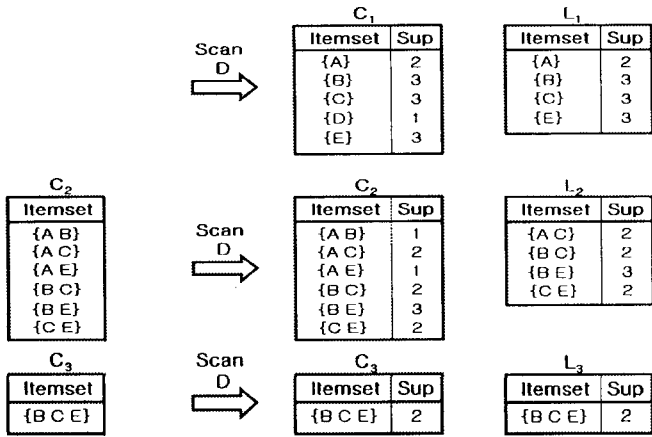 C1 L1
Scan D
Itemset Sup Itemset Sup
{A} 2 {A} 2
{B} 3 {B} 3
{C} 3 {C} 3
{D} 1 {E} 3
{E} 3
C2 C2 L2
Itemset Scan D Itemset Sup Itemset Sup
{A B} {A B} 1 {A C} 2
{A C} {A C} 2 {B C} 2
{A E} {A E} 1 {B E} 3
{B C} {B C} 2 {C E} 2
{B E} {B E} 3
{C E} {C E} 2
C3 Scan D C3 L3
Itemset Itemset Sup Itemset Sup
{B C E} {B C E} 2 {B C E} 2